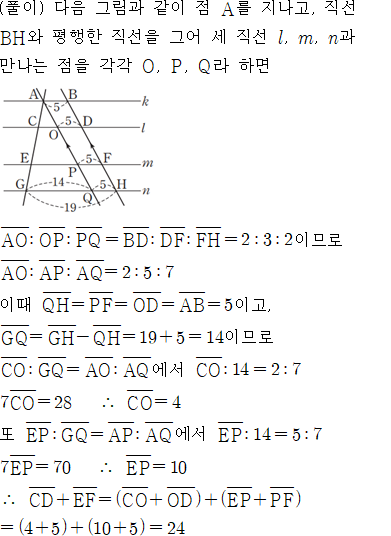 (풀이) 다음 그림과 같이 점 A를 지나고, 직선
BH와 평행한 직선을 그어 세 직선 l, m, n과
만나는 점을 각각 O, P, Q라 하면
A B k
5
C O 5 D l
E P 5 F m
G 14 Q 5 H n
19
AO : OP : PQ = BD : DF : FH = 2 : 3 : 2이므로
AO : AP : AQ = 2 : 5 : 7
이때 QH = PF = OD = AB = 5이고,
GQ = GH − QH = 19 + 5 = 14이므로
CO : GQ = AO : AQ에서 CO : 14 = 2 : 7
7CO = 28 ∴ CO = 4
또 EP : GQ = AP : AQ에서 EP : 14 = 5 : 7
7EP = 70 ∴ EP = 10
∴ CD + EF = (CO + OD) + (EP + PF)
= (4 + 5) + (10 + 5) = 24